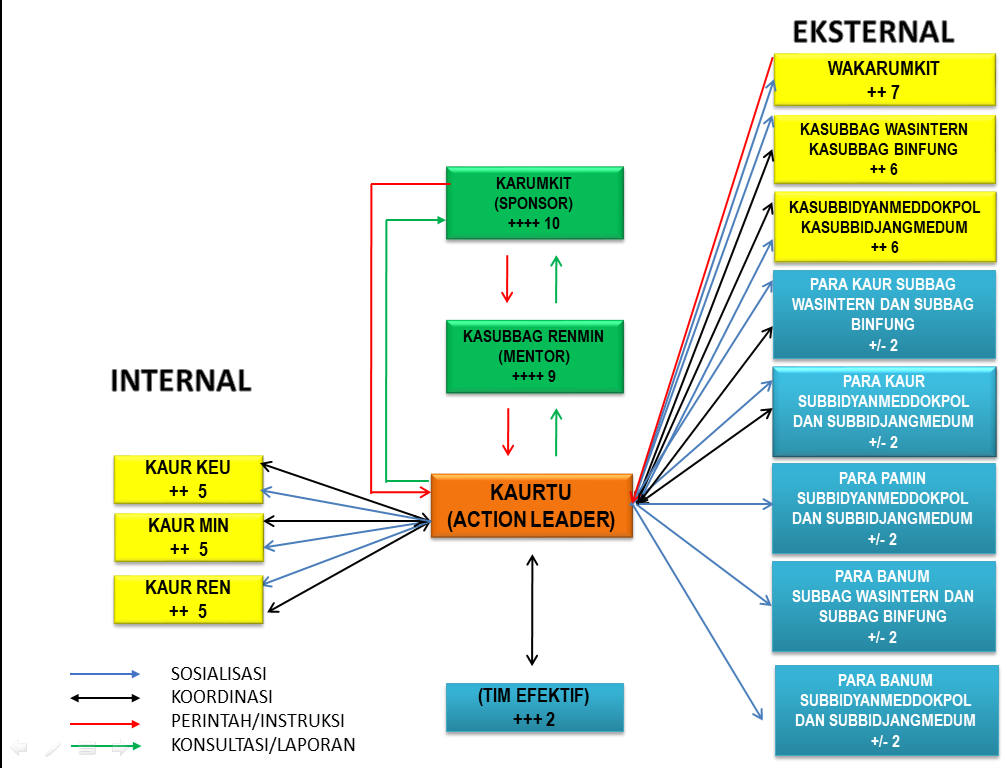 EKSTERNAL
WAKARUMKIT
++ 7
KASUBBAG WASINTERN
KASUBBAG BINFUNG
++ 6
KASUBBIDYANMEDDOKPOL
KASUBBIDJANGMEDUM
++ 6
PARA KAUR SUBBAG
WASINTERN DAN SUBBAG
BINFUNG
+/- 2
PARA KAUR
SUBBIDYANMEDDOKPOL
DAN SUBBIDJANGMEDUM
+/- 2
PARA PAMIN
SUBBIDYANMEDDOKPOL
DAN SUBBIDJANGMEDUM
+/- 2
PARA BANUM
SUBBAG WASINTERN DAN
SUBBAG BINFUNG
+/- 2
PARA BANUM
SUBBIDYANMEDDOKPOL
DAN SUBBIDJANGMEDUM
+/- 2
KARUMKIT
(SPONSOR)
++++ 10
KASUBBAG RENMIN
(MENTOR)
++++ 9
KAURTU
(ACTION LEADER)
(TIM EFEKTIF)
+++ 2
INTERNAL
KAUR KEU
++ 5
KAUR MIN
++ 5
KAUR REN
++ 5
SOSIALISASI
KOORDINASI
PERINTAH/INSTRUKSI
KONSULTASI/LAPORAN